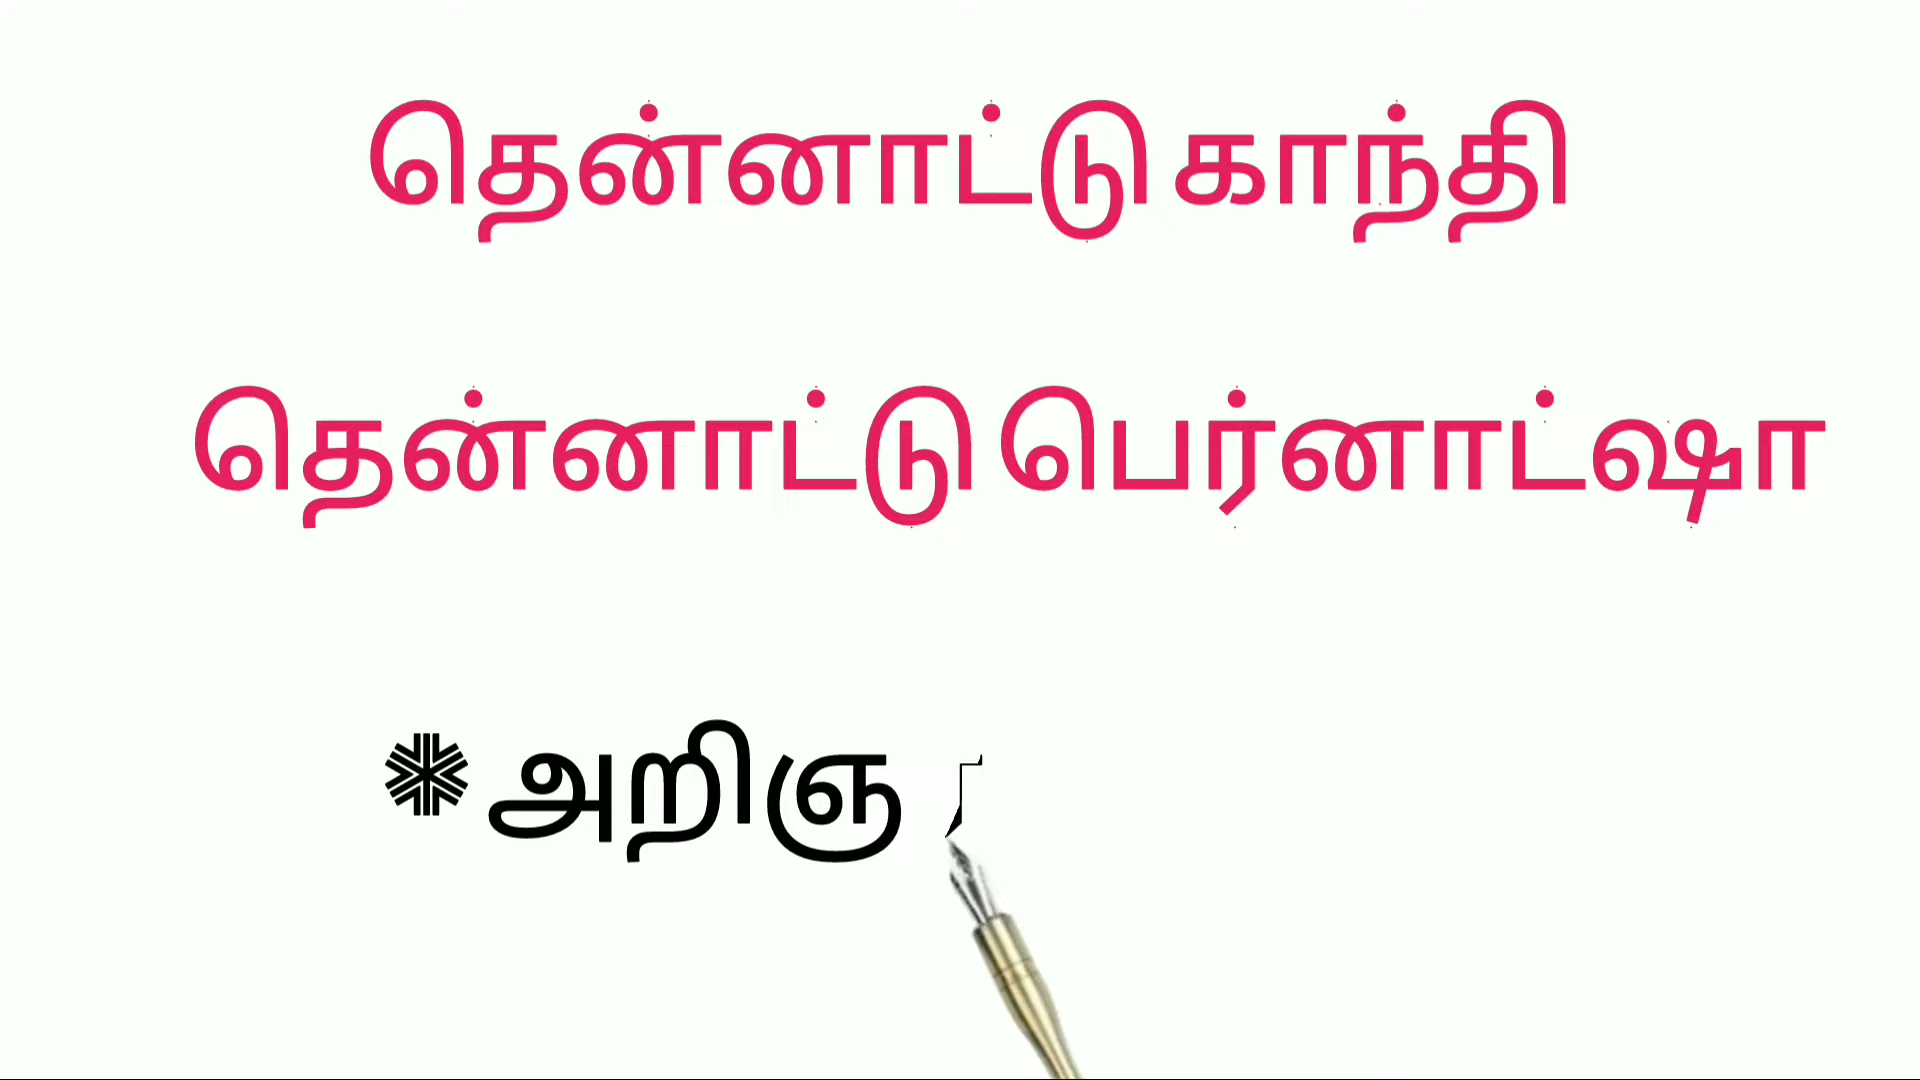 தென்னாட்டு காந்தி
தென்னாட்டு பெர்னாட்ஷா
* அறிஞ